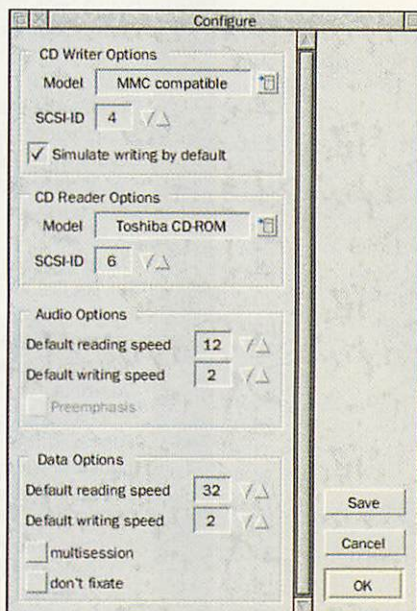 Configure
CD Writer Options
Model MMC compatible
SCSI-ID 4
Simulate writing by default
CD Reader Options
Model Toshiba CD-ROM
SCSI-ID 6
Audio Options
Default reading speed 12
Default writing speed 2
Preemphasis
Data Options
Default reading speed 32
Default writing speed 2
multisession
don't fixate
Save
Cancel
OK